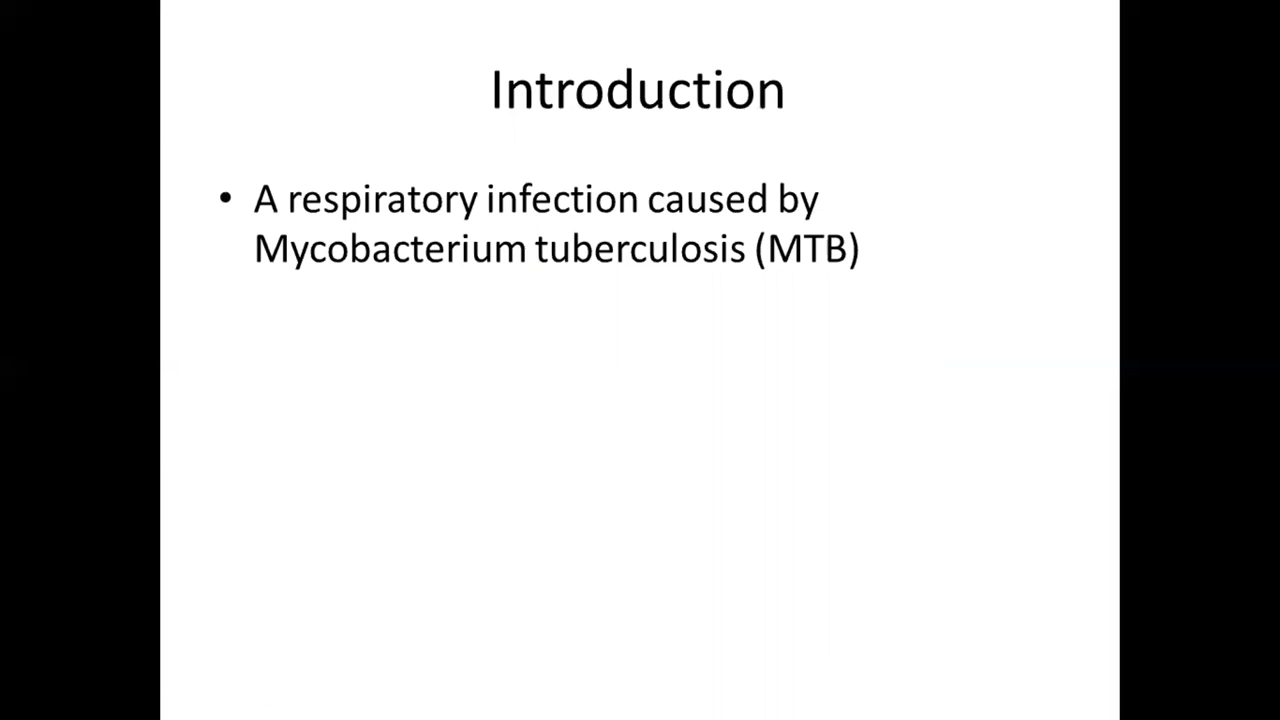 Introduction
• A respiratory infection caused by
Mycobacterium tuberculosis (MTB)